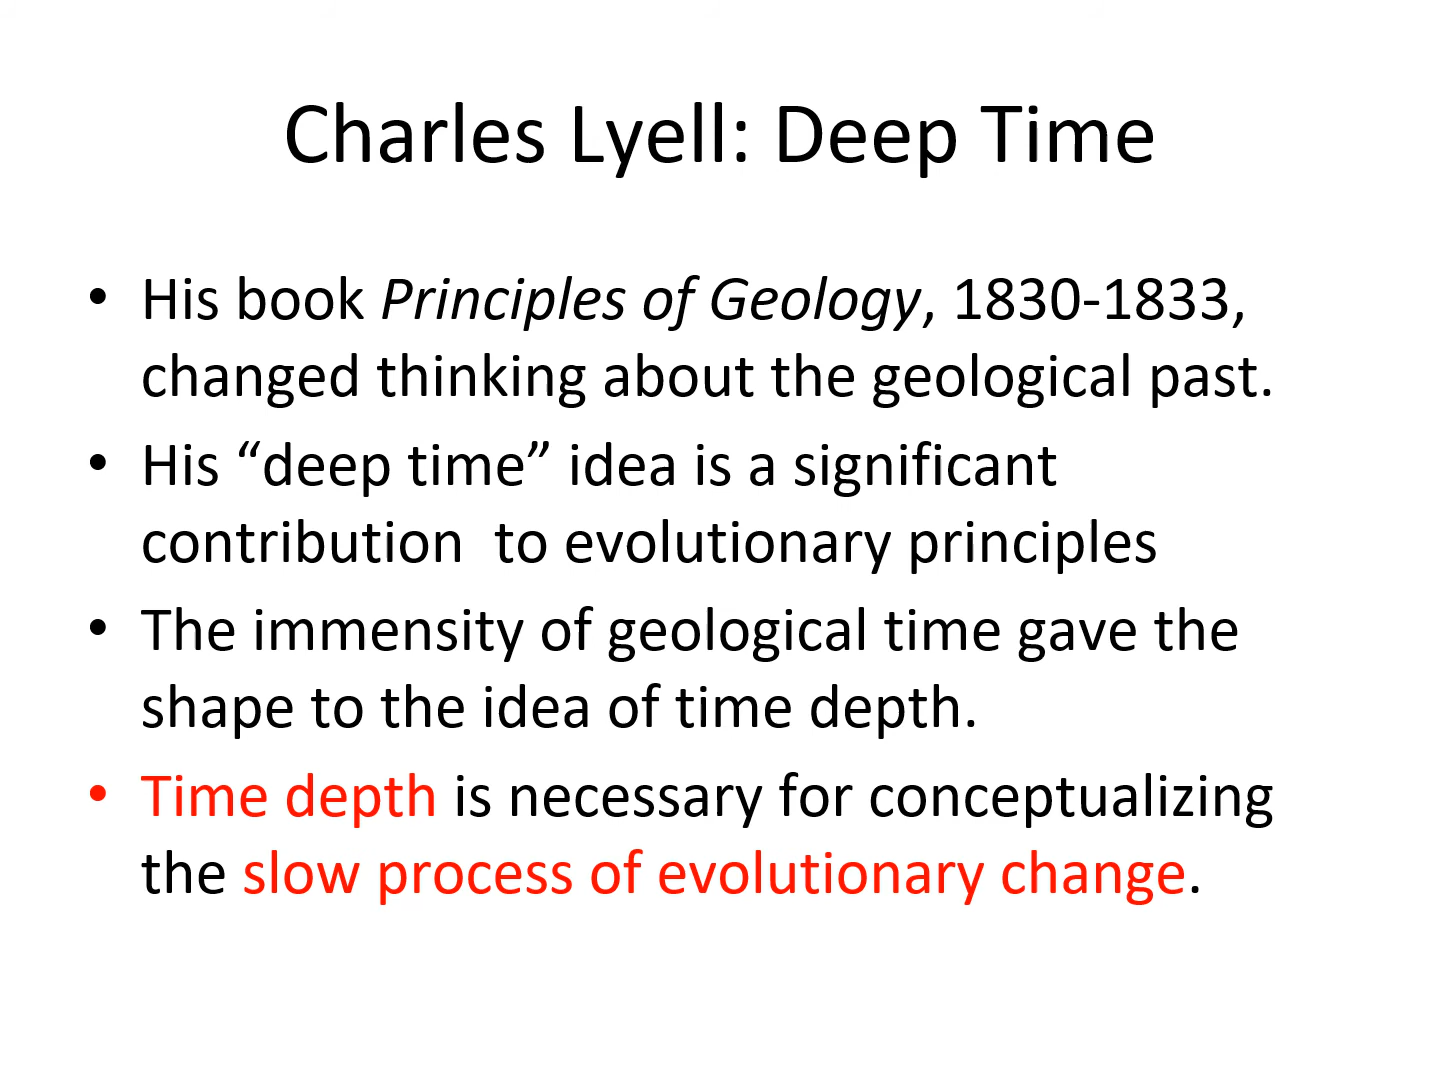 Charles Lyell: Deep Time
• His book Principles of Geology, 1830-1833,
changed thinking about the geological past.
• His “deep time” idea is a significant
contribution  to evolutionary principles
• The immensity of geological time gave the
shape to the idea of time depth.
• Time depth is necessary for conceptualizing
the slow process of evolutionary change.